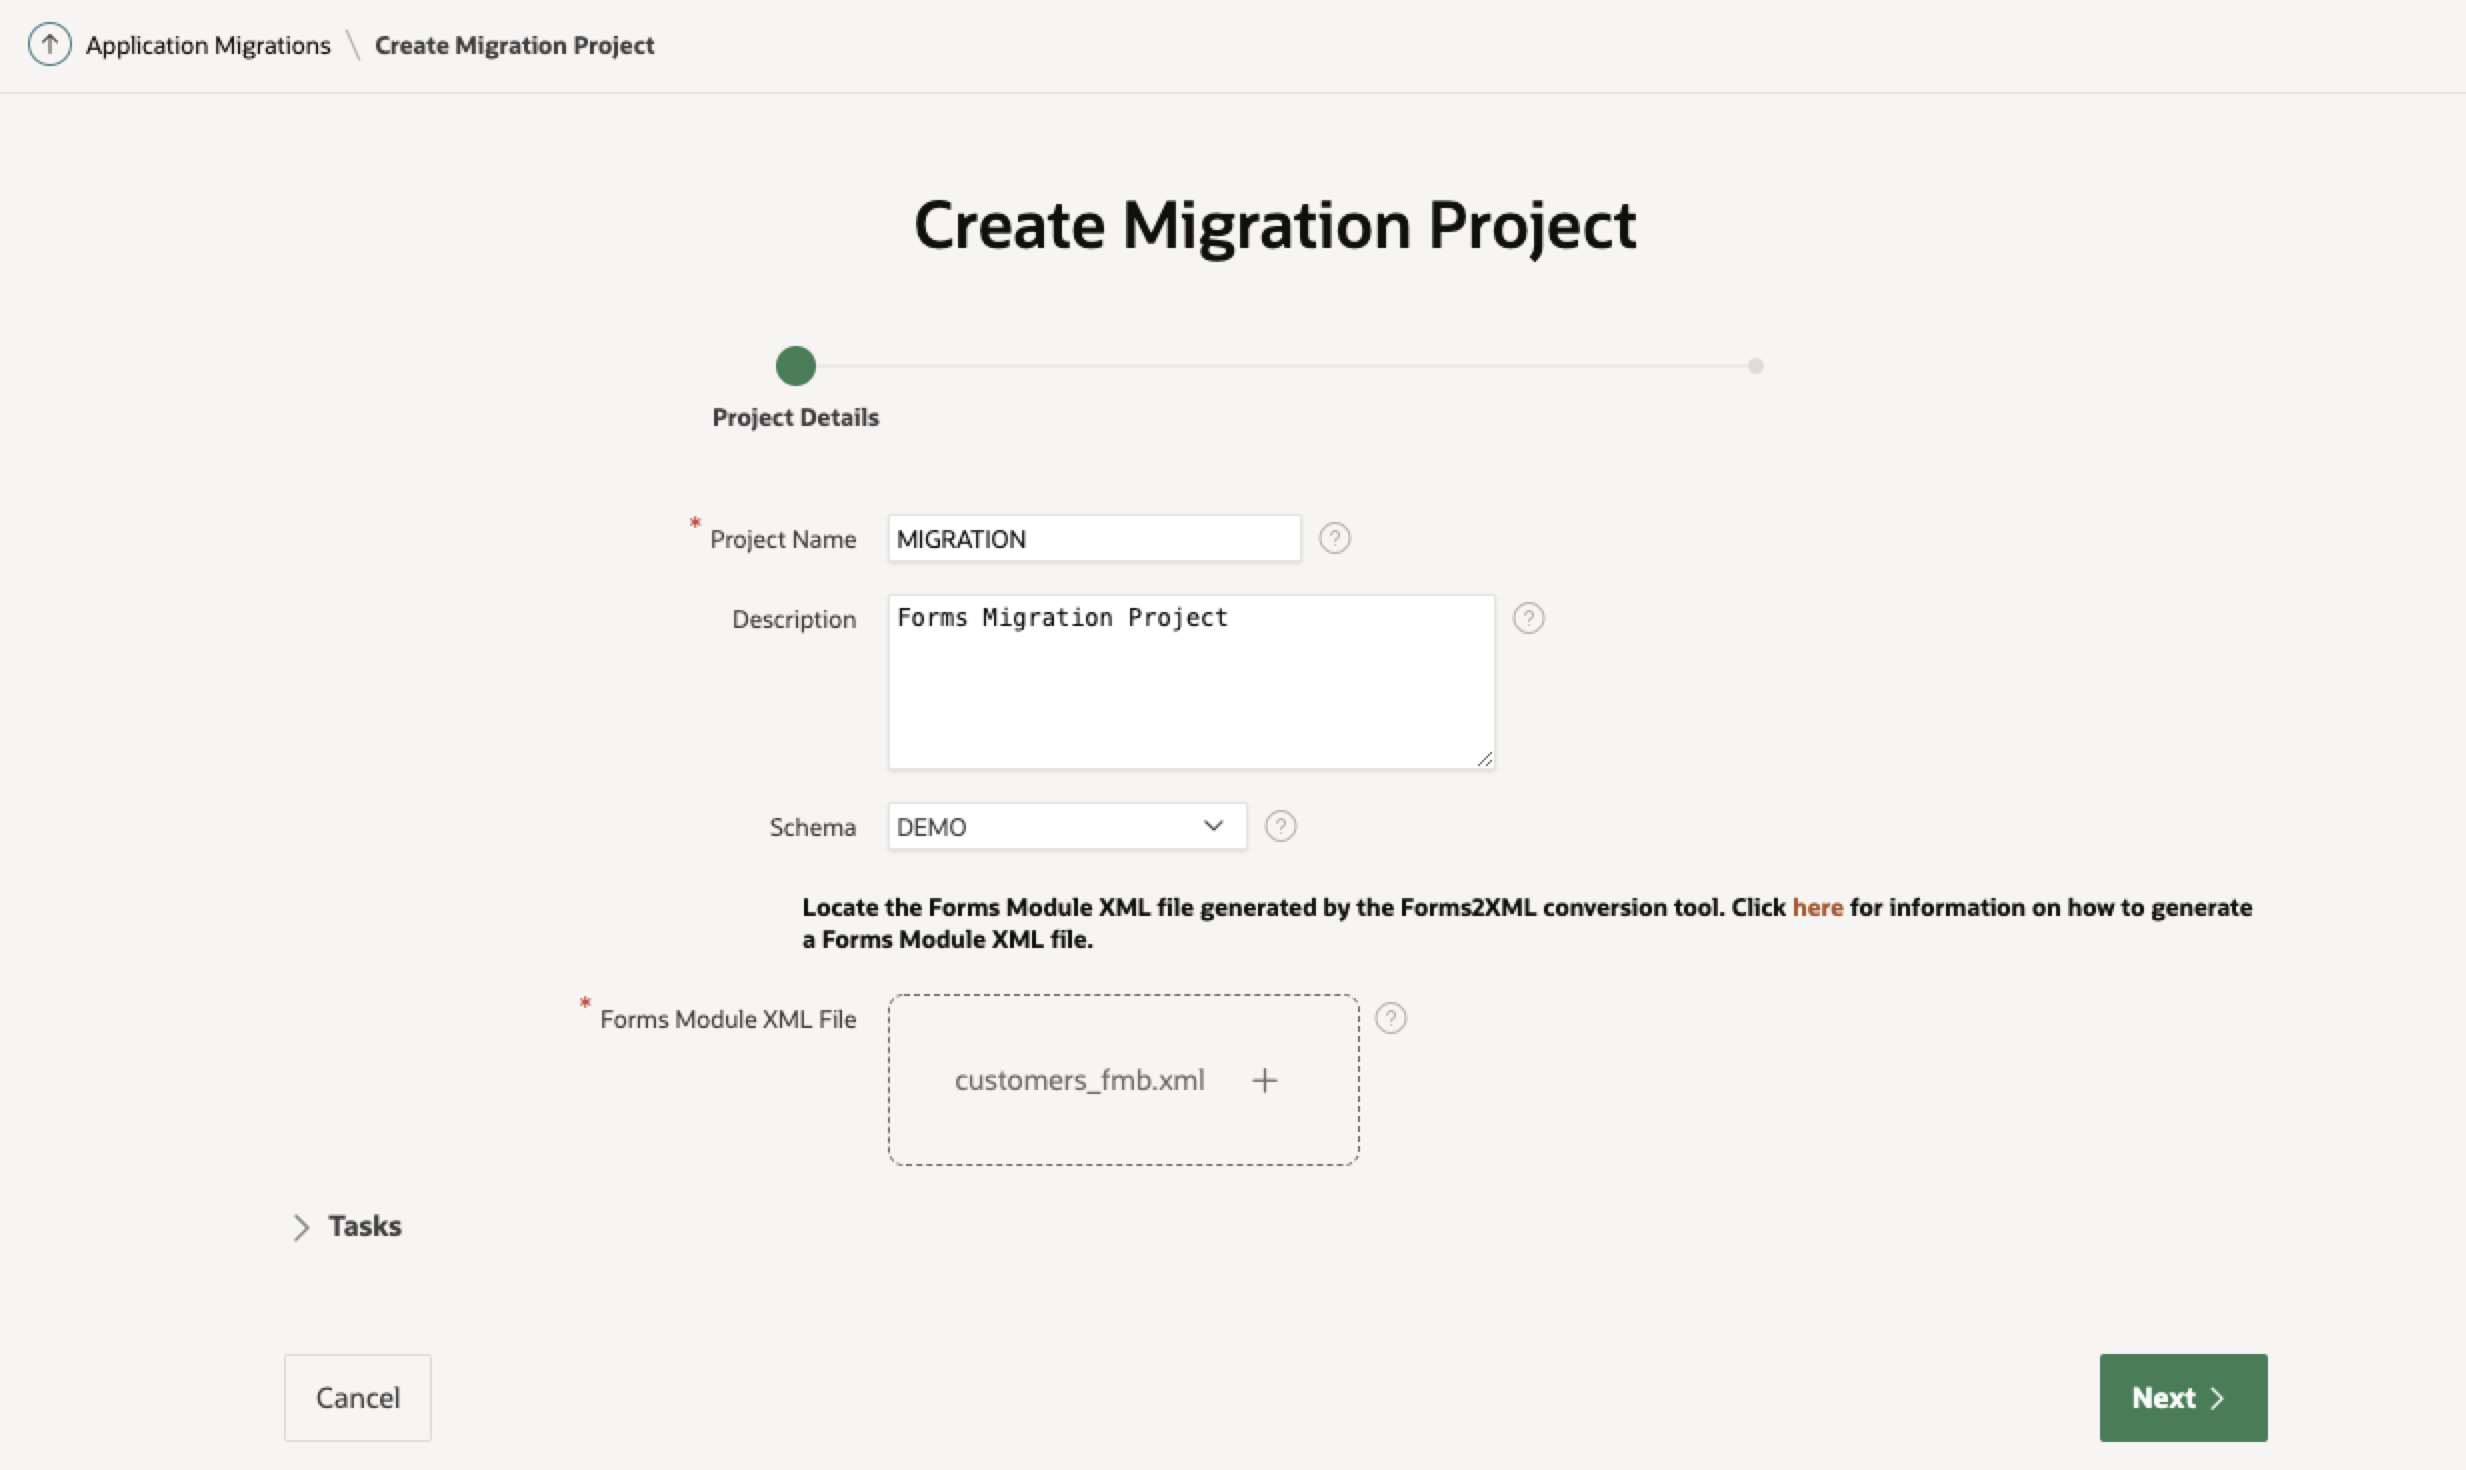 Application Migrations \ Create Migration Project
Create Migration Project
Project Details
* Project Name MIGRATION ?
Description Forms Migration Project ?
Schema DEMO ?
Locate the Forms Module XML file generated by the Forms2XML conversion tool. Click here for information on how to generate
a Forms Module XML file.
* Forms Module XML File ?
customers_fmb.xml +
Tasks
Cancel
Next